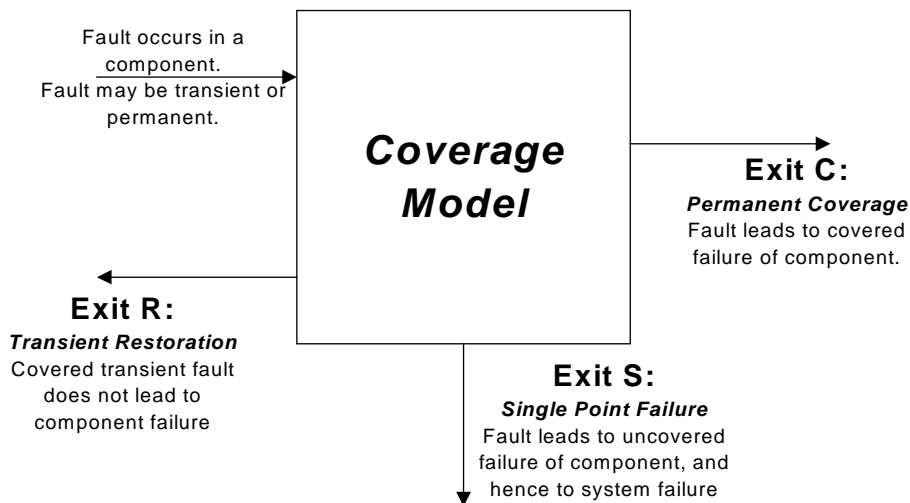 Fault occurs in a
component.
Fault may be transient or
permanent.
Coverage
Model
Exit C:
Permanent Coverage
Fault leads to covered
failure of component.
Exit R:
Transient Restoration
Covered transient fault
does not lead to
component failure
Exit S:
Single Point Failure
Fault leads to uncovered
failure of component, and
hence to system failure